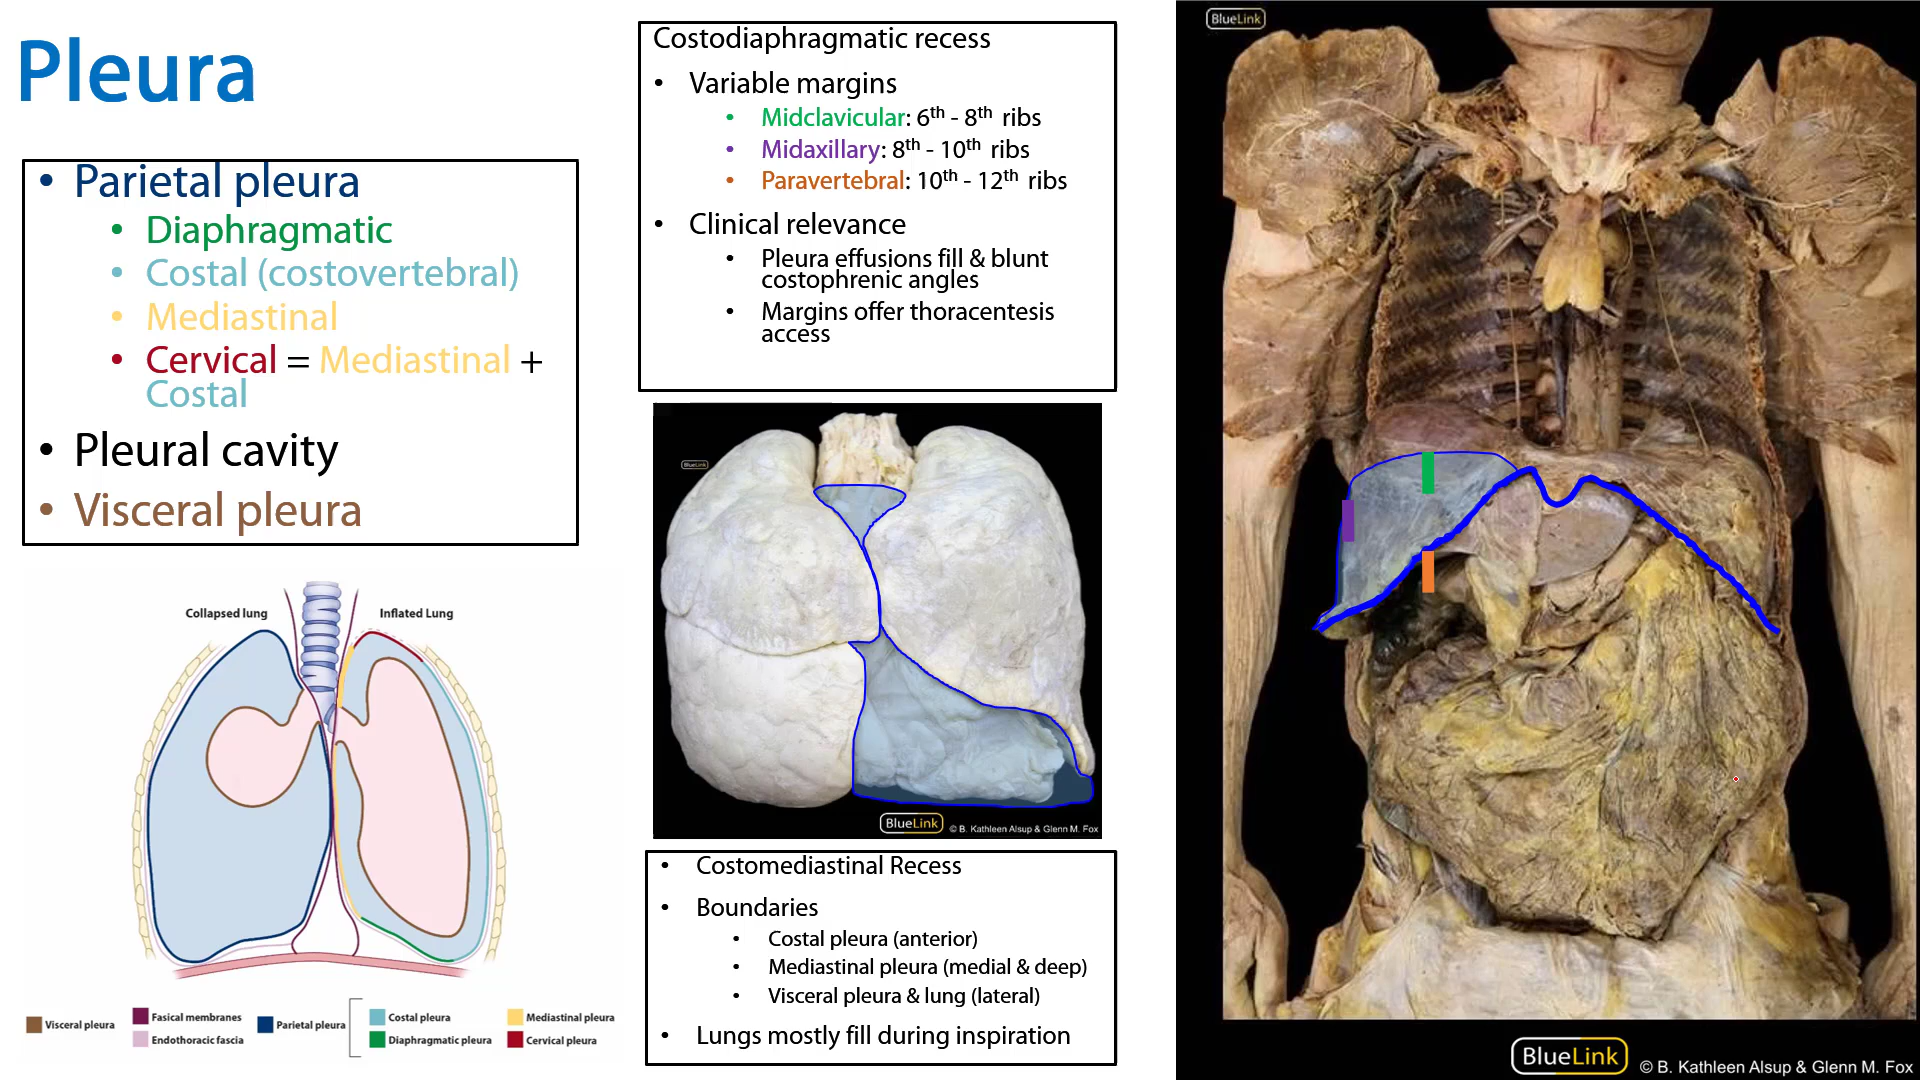 Pleura
• Parietal pleura
• Diaphragmatic
• Costal (costovertebral)
• Mediastinal
• Cervical = Mediastinal +
Costal
• Pleural cavity
• Visceral pleura
Collapsed lung
Inflated Lung
Visceral pleura
Fasical membranes
Endothoracic fascia
Parietal pleura
Costal pleura
Diaphragmatic pleura
Mediastinal pleura
Cervical pleura
Costodiaphragmatic recess
• Variable margins
• Midclavicular: 6th - 8th ribs
• Midaxillary: 8th - 10th ribs
• Paravertebral: 10th - 12th ribs
• Clinical relevance
• Pleura effusions fill & blunt
costophrenic angles
• Margins offer thoracentesis
access
BlueLink
BlueLink © B. Kathleen Alsup & Glenn M. Fox
• Costomediastinal Recess
• Boundaries
• Costal pleura (anterior)
• Mediastinal pleura (medial & deep)
• Visceral pleura & lung (lateral)
• Lungs mostly fill during inspiration
BlueLink
BlueLink © B. Kathleen Alsup & Glenn M. Fox